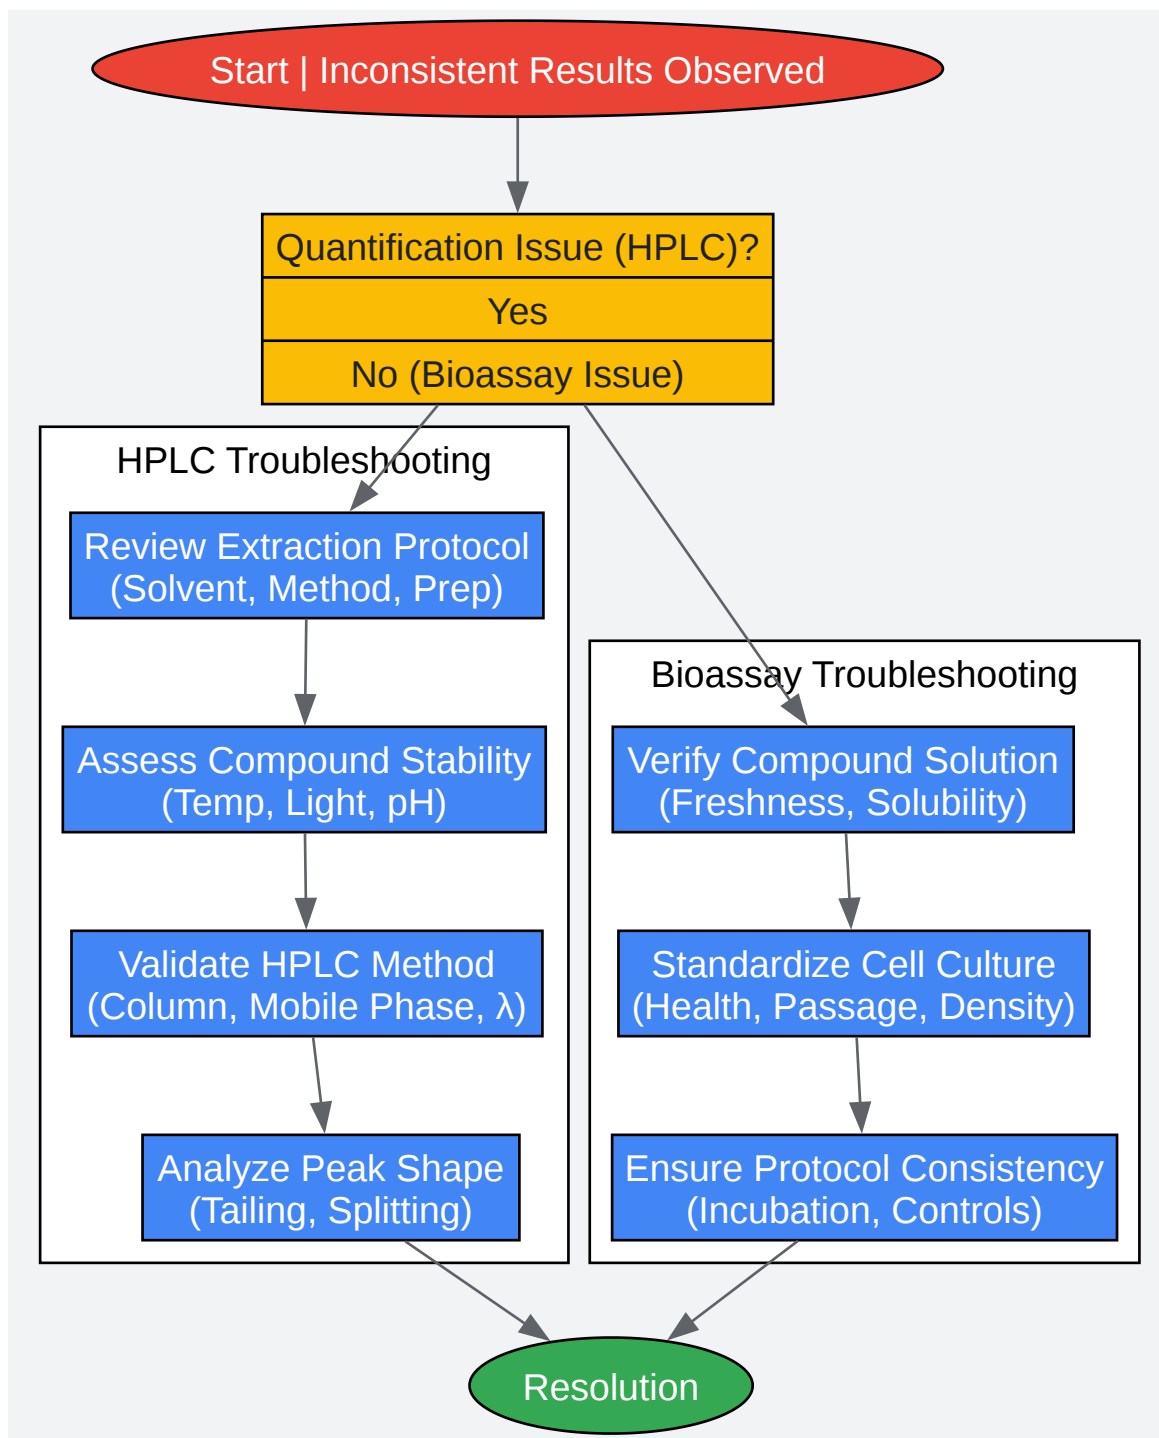 Start | Inconsistent Results Observed
Quantification Issue (HPLC)?
Yes
No (Bioassay Issue)
HPLC Troubleshooting
Review Extraction Protocol
(Solvent, Method, Prep)
Assess Compound Stability
(Temp, Light, pH)
Validate HPLC Method
(Column, Mobile Phase, λ)
Analyze Peak Shape
(Tailing, Splitting)
Bioassay Troubleshooting
Verify Compound Solution
(Freshness, Solubility)
Standardize Cell Culture
(Health, Passage, Density)
Ensure Protocol Consistency
(Incubation, Controls)
Resolution